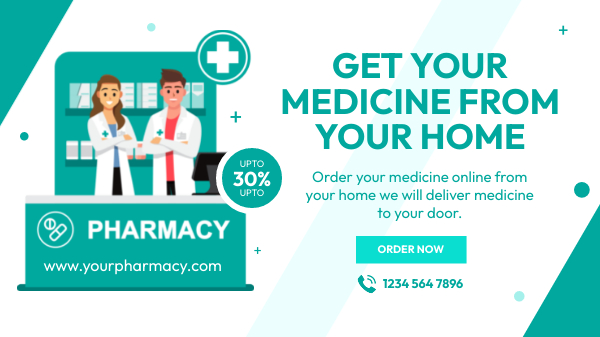 GET YOUR
MEDICINE FROM
YOUR HOME
Order your medicine online from
your home we will deliver medicine
to your door.
ORDER NOW
1234 564 7896
UPTO
30%
UPTO
PHARMACY
www.yourpharmacy.com